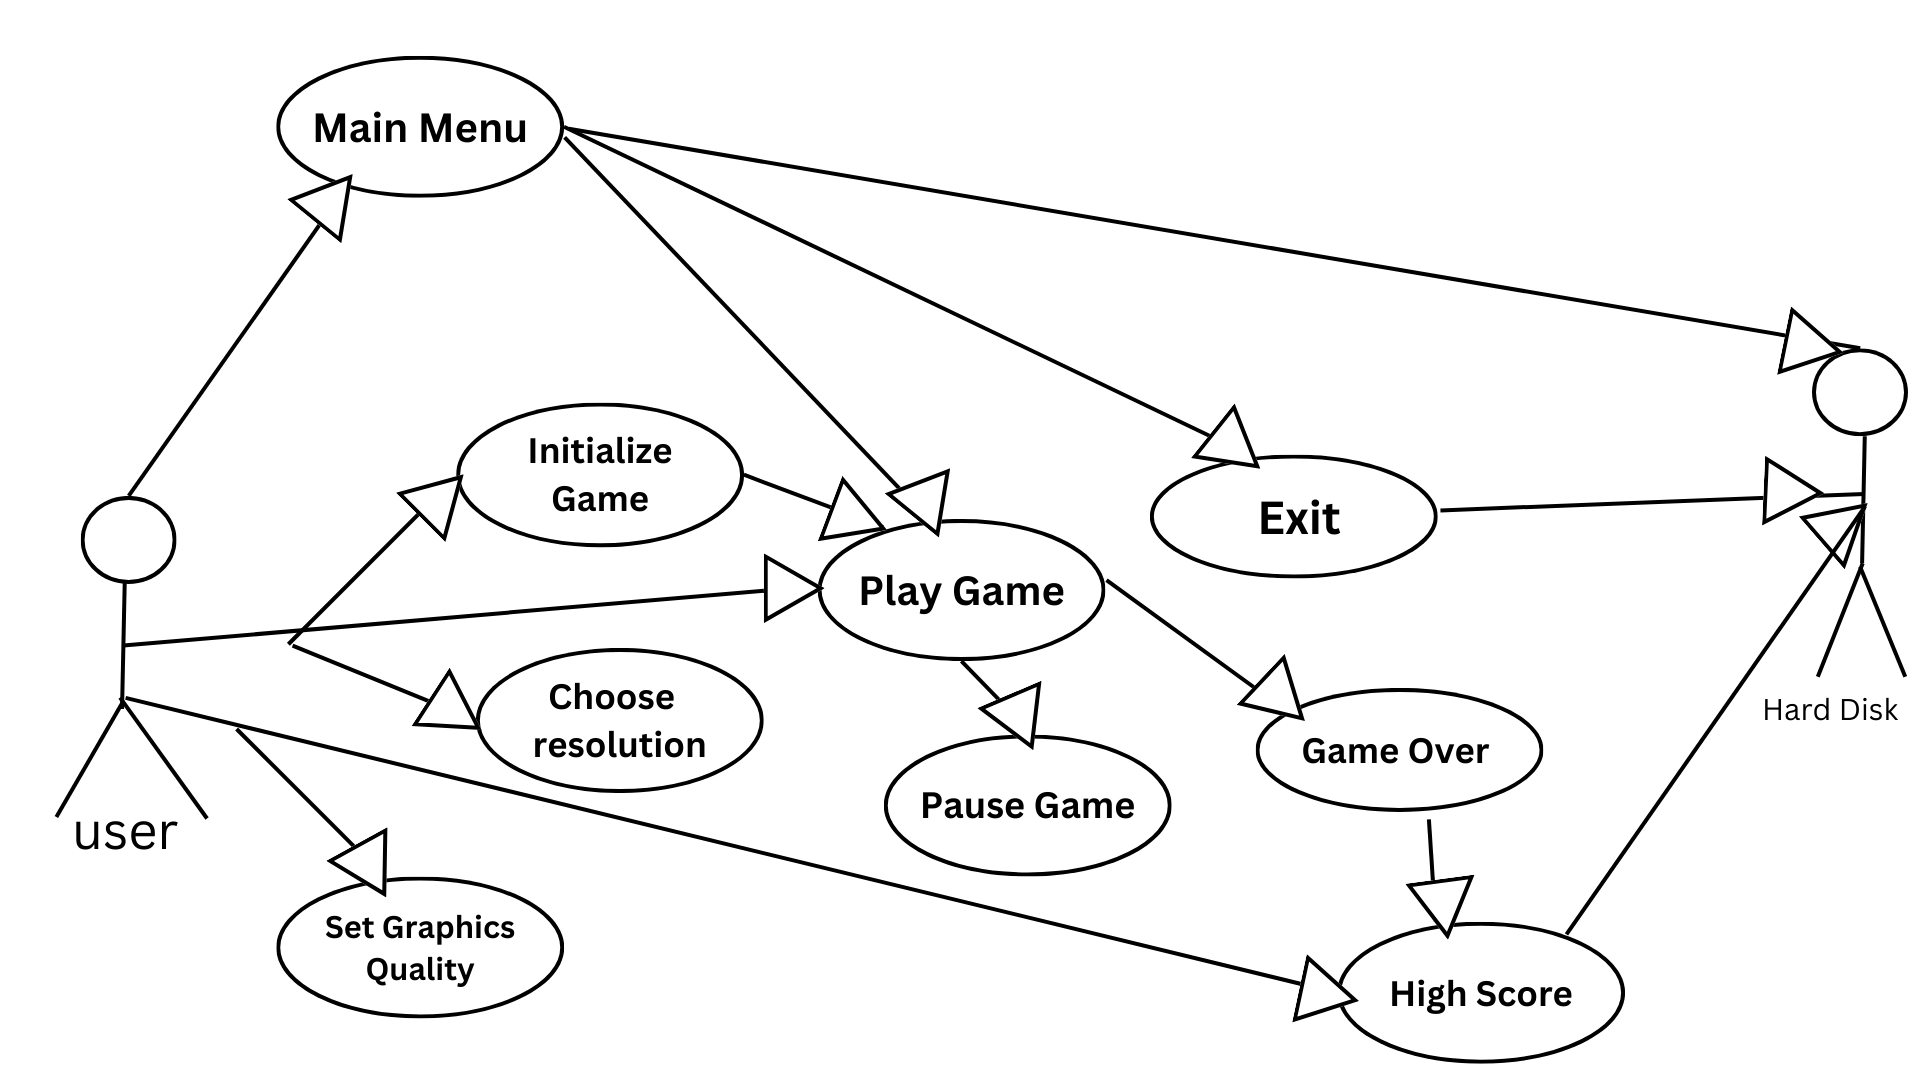 Main Menu
Initialize
Game
Exit
Play Game
Choose
resolution
Hard Disk
Game Over
Pause Game
user
Set Graphics
Quality
High Score